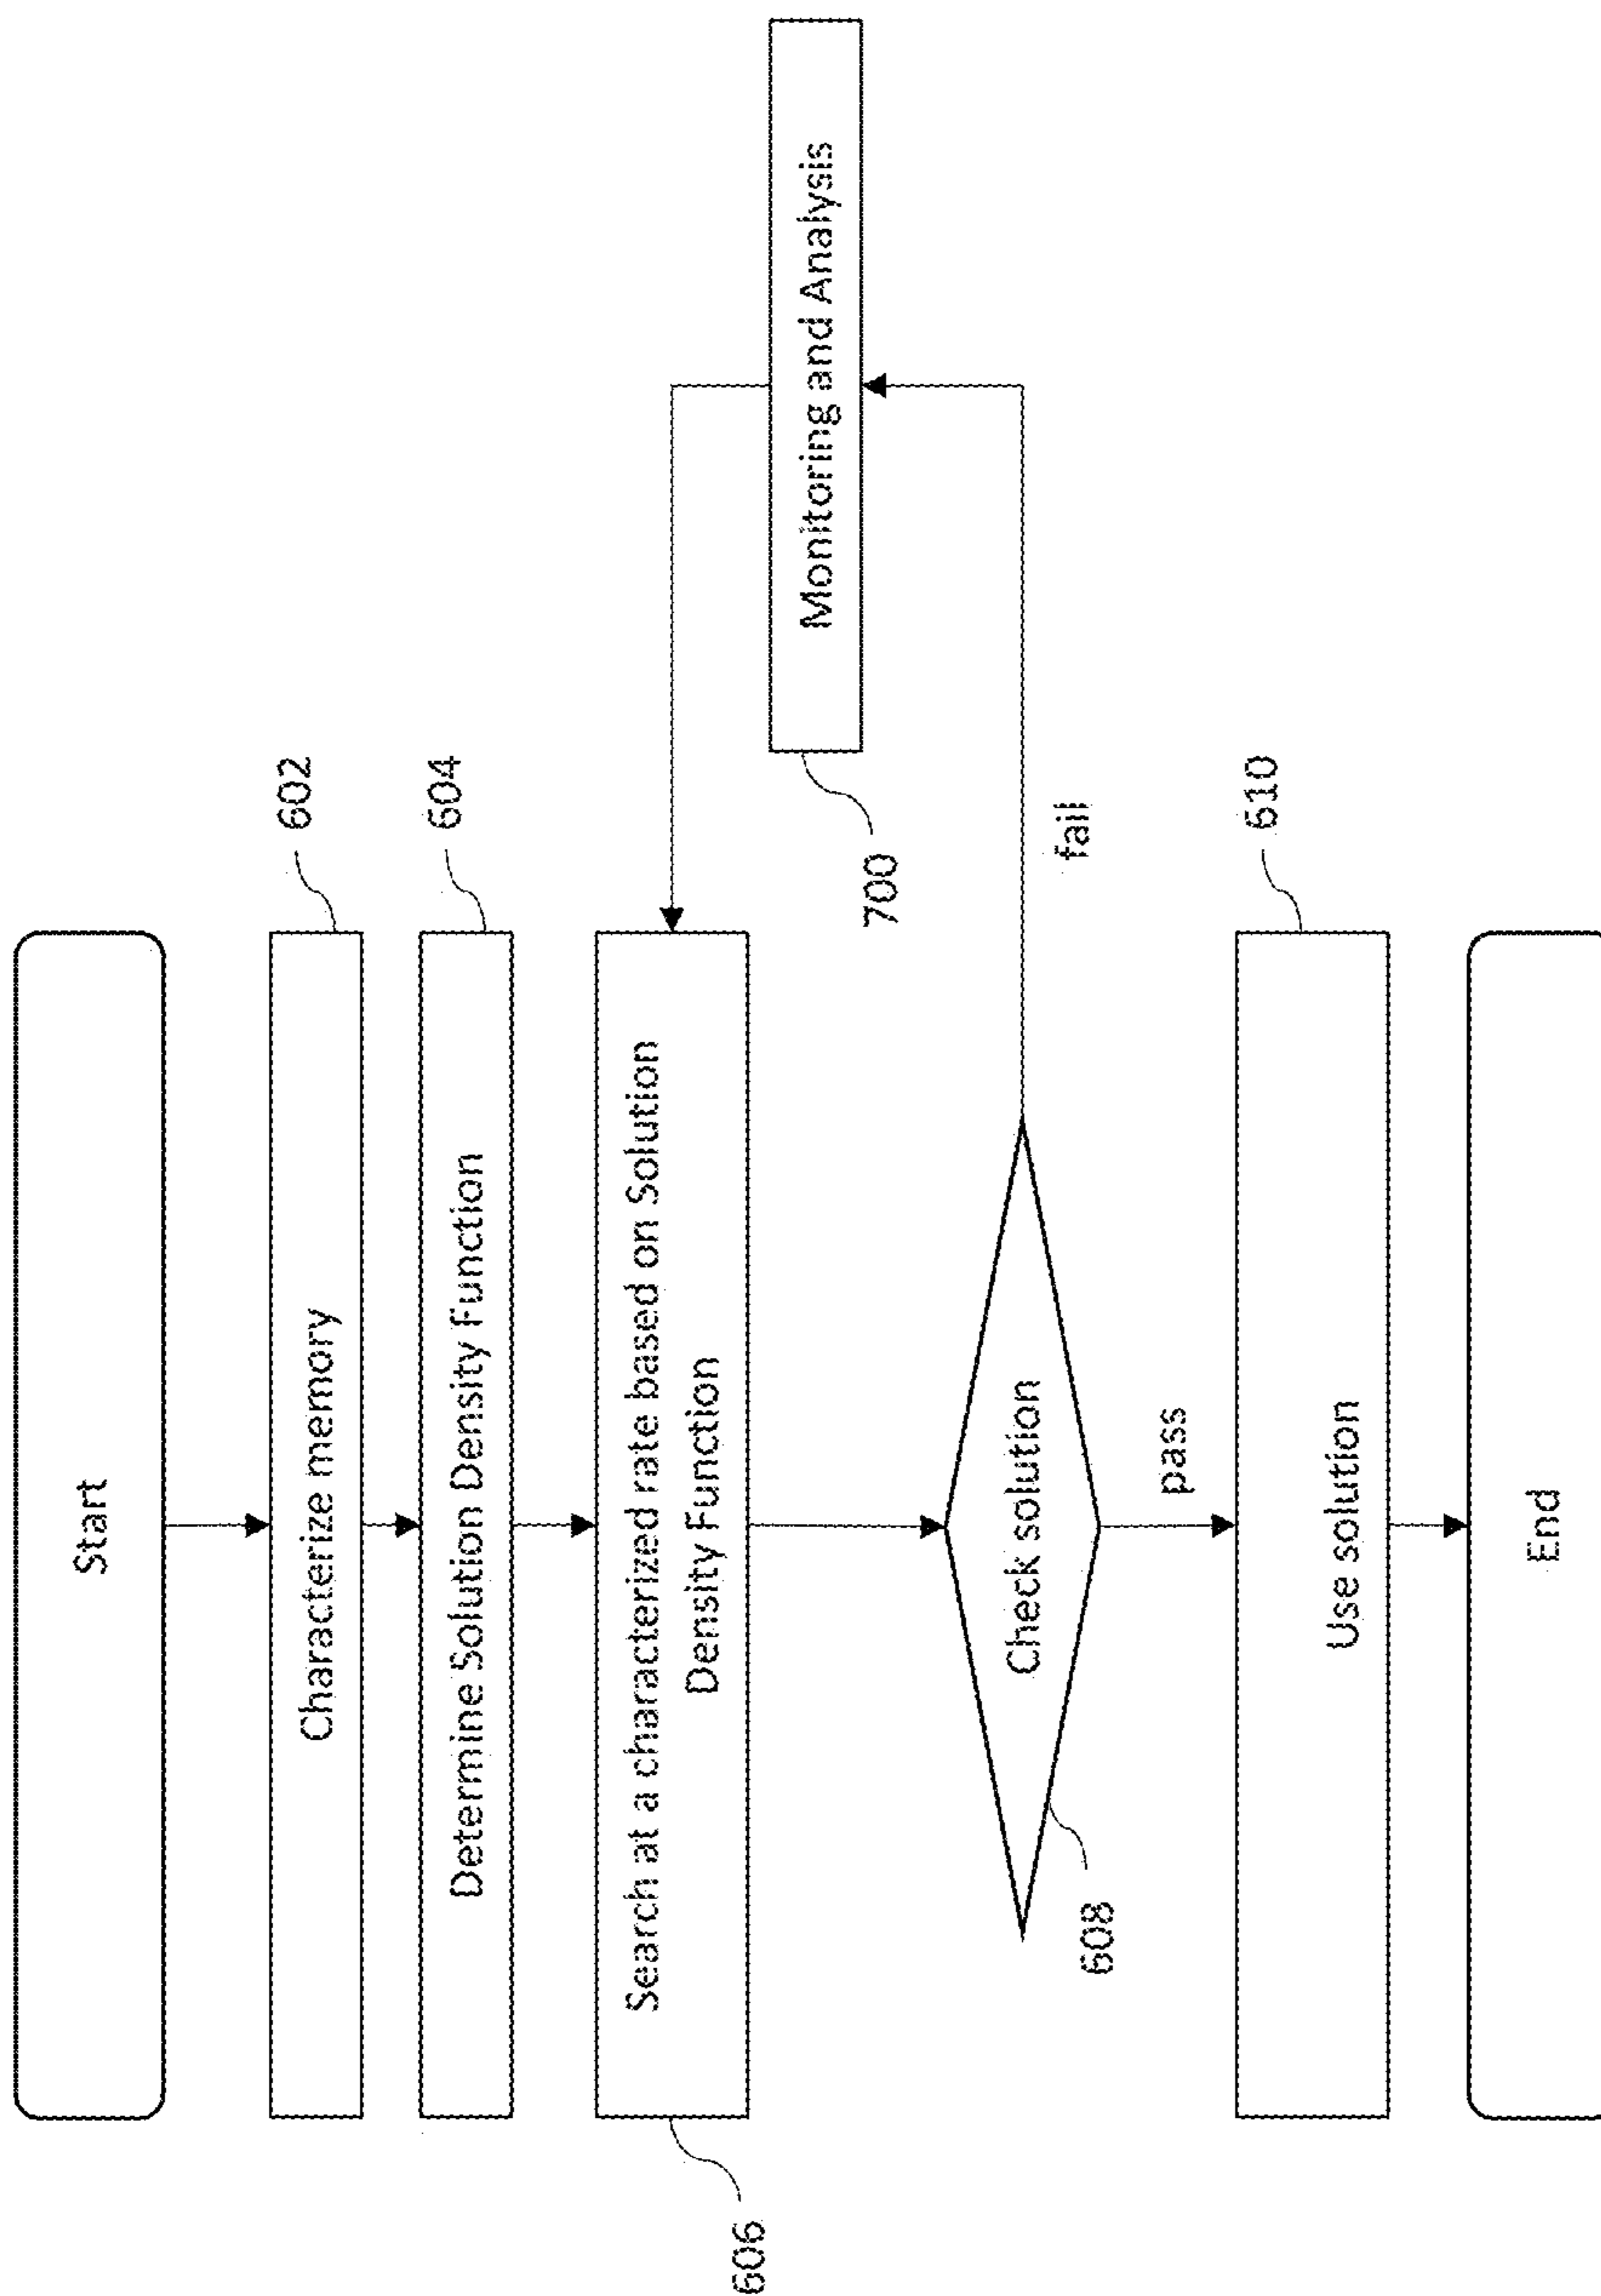 Start
602
Characterize memory
604
Determine Solution Density Function
606
Search at a characterized rate based on Solution
Density Function
700
Monitoring and Analysis
608
Check solution
fail
pass
610
Use solution
End